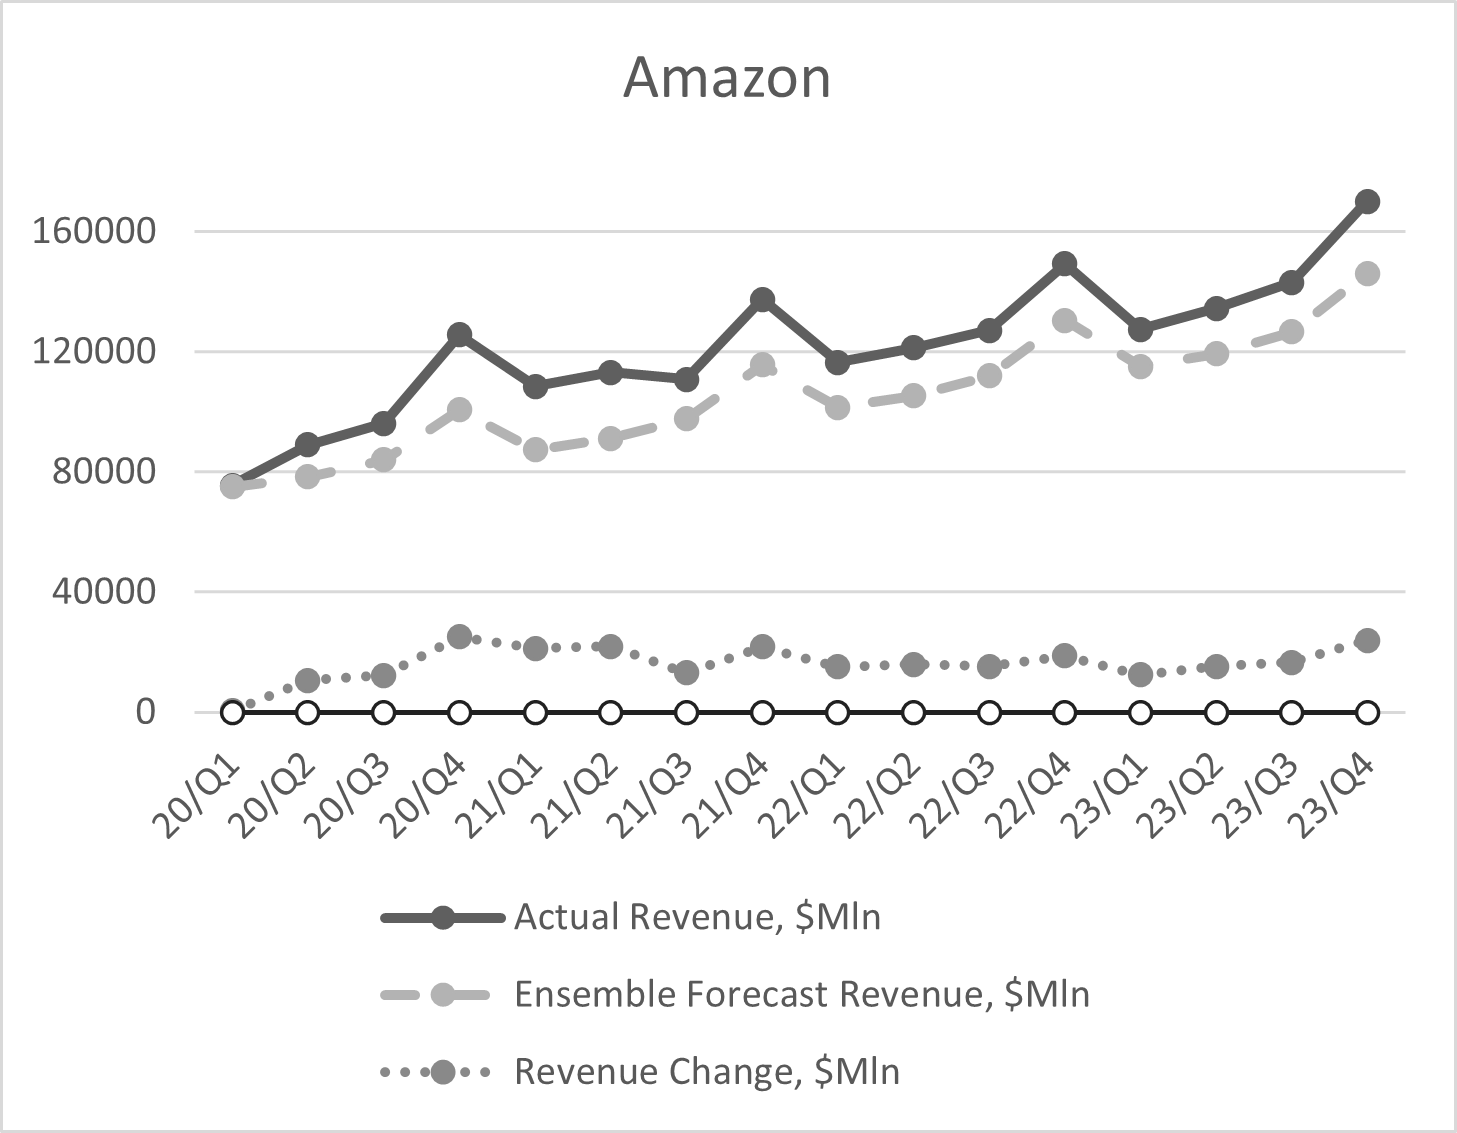 Amazon
160000
120000
80000
40000
0
20/Q1
20/Q2
20/Q3
20/Q4
21/Q1
21/Q2
21/Q3
21/Q4
22/Q1
22/Q2
22/Q3
22/Q4
23/Q1
23/Q2
23/Q3
23/Q4
Actual Revenue, $Mln
Ensemble Forecast Revenue, $Mln
Revenue Change, $Mln